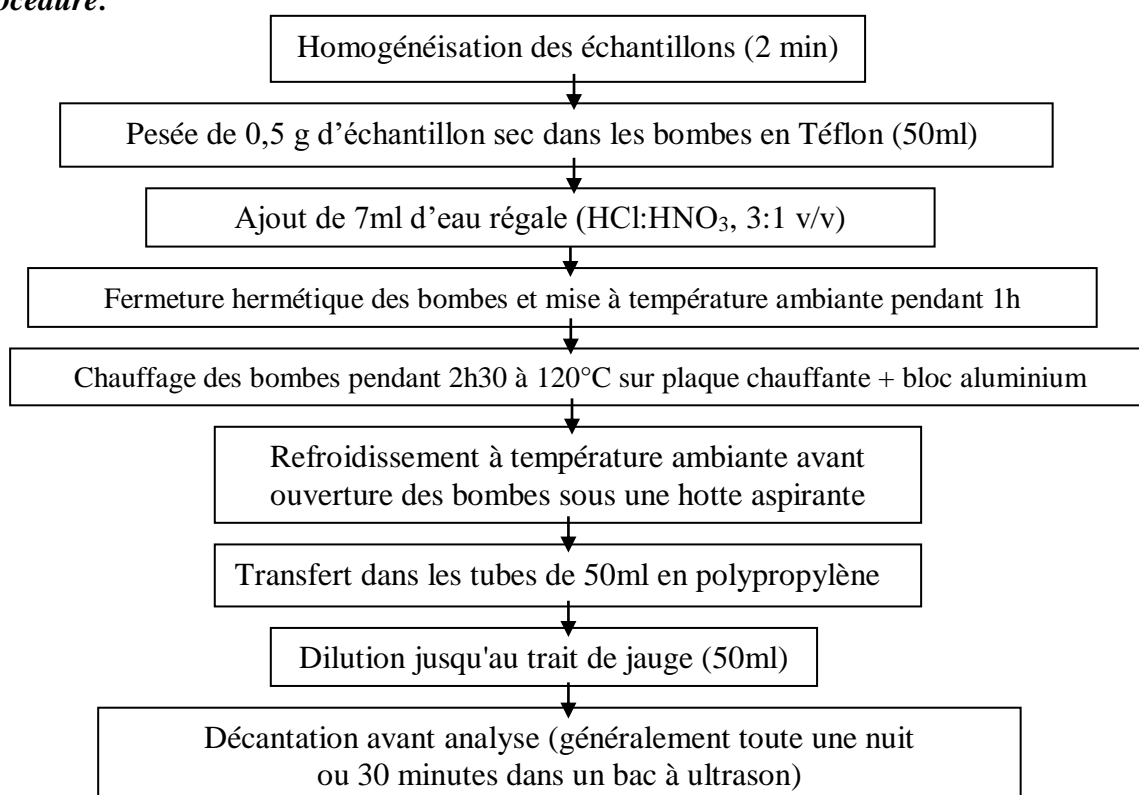 océdure:
Homogénéisation des échantillons (2 min)
Pesée de 0,5 g d’échantillon sec dans les bombes en Téflon (50ml)
Ajout de 7ml d’eau régale (HCl:HNO₃, 3:1 v/v)
Fermeture hermétique des bombes et mise à température ambiante pendant 1h
Chauffage des bombes pendant 2h30 à 120°C sur plaque chauffante + bloc aluminium
Refroidissement à température ambiante avant
ouverture des bombes sous une hotte aspirante
Transfert dans les tubes de 50ml en polypropylène
Dilution jusqu'au trait de jauge (50ml)
Décantation avant analyse (généralement toute une nuit
ou 30 minutes dans un bac à ultrason)